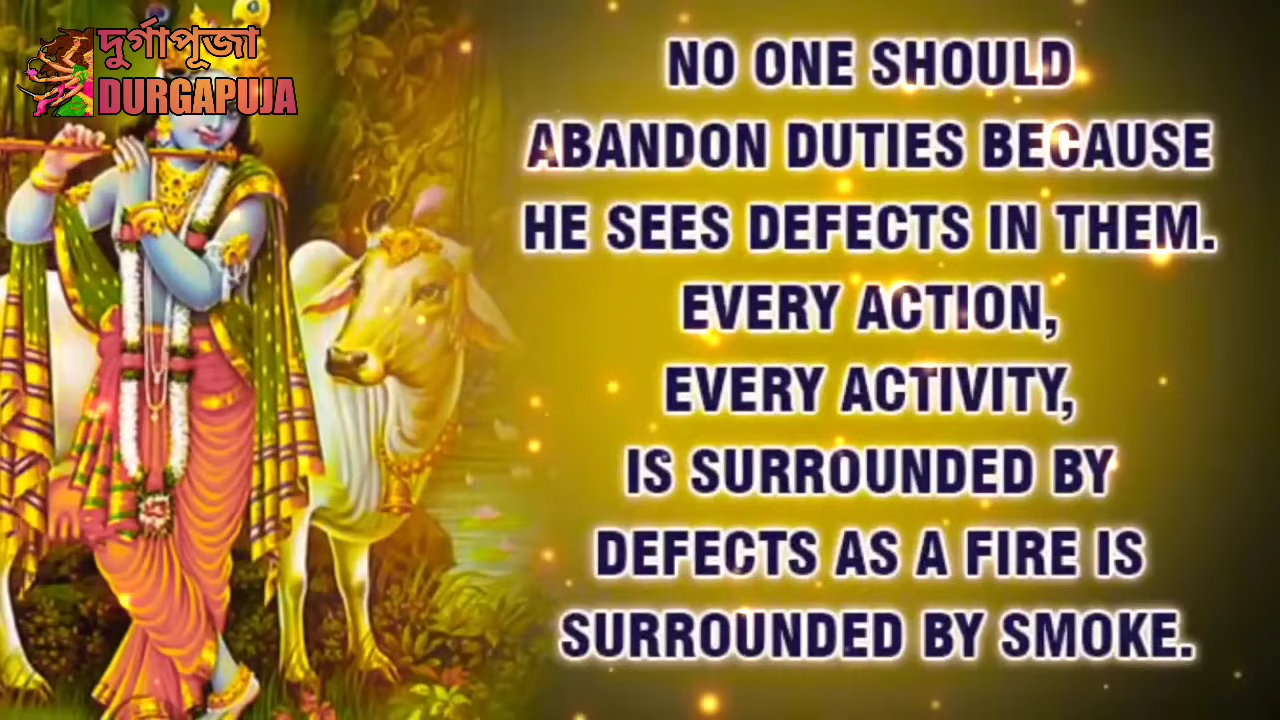 দুর্গাপূজা
DURGAPUJA
NO ONE SHOULD
ABANDON DUTIES BECAUSE
HE SEES DEFECTS IN THEM.
EVERY ACTION,
EVERY ACTIVITY,
IS SURROUNDED BY
DEFECTS AS A FIRE IS
SURROUNDED BY SMOKE.